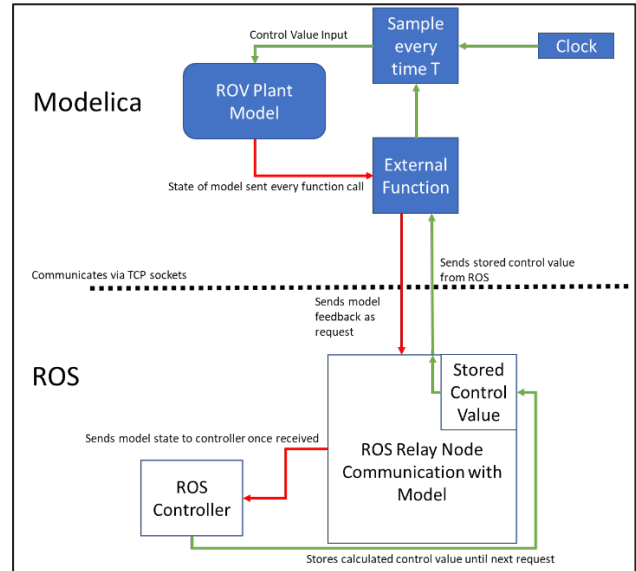 Control Value Input
Sample
every
time T
Clock
Modelica
ROV Plant
Model
External
Function
State of model sent every function call
Communicates via TCP sockets
Sends stored control value
from ROS
Sends model
feedback as
request
ROS
Stored
Control
Value
Sends model state to controller once received
ROS Relay Node
Communication with
Model
ROS
Controller
Stores calculated control value until next request